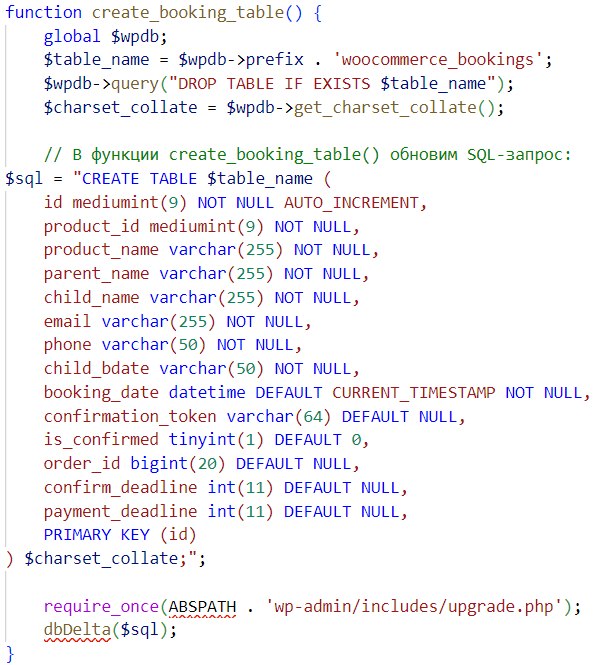 function create_booking_table() {
    global $wpdb;
    $table_name = $wpdb->prefix . 'woocommerce_bookings';
    $wpdb->query("DROP TABLE IF EXISTS $table_name");
    $charset_collate = $wpdb->get_charset_collate();

    // В функции create_booking_table() обновим SQL-запрос:
$sql = "CREATE TABLE $table_name (
    id mediumint(9) NOT NULL AUTO_INCREMENT,
    product_id mediumint(9) NOT NULL,
    product_name varchar(255) NOT NULL,
    parent_name varchar(255) NOT NULL,
    child_name varchar(255) NOT NULL,
    email varchar(255) NOT NULL,
    phone varchar(50) NOT NULL,
    child_bdate varchar(50) NOT NULL,
    booking_date datetime DEFAULT CURRENT_TIMESTAMP NOT NULL,
    confirmation_token varchar(64) DEFAULT NULL,
    is_confirmed tinyint(1) DEFAULT 0,
    order_id bigint(20) DEFAULT NULL,
    confirm_deadline int(11) DEFAULT NULL,
    payment_deadline int(11) DEFAULT NULL,
    PRIMARY KEY (id)
) $charset_collate;";

    require_once(ABSPATH . 'wp-admin/includes/upgrade.php');
    dbDelta($sql);
}